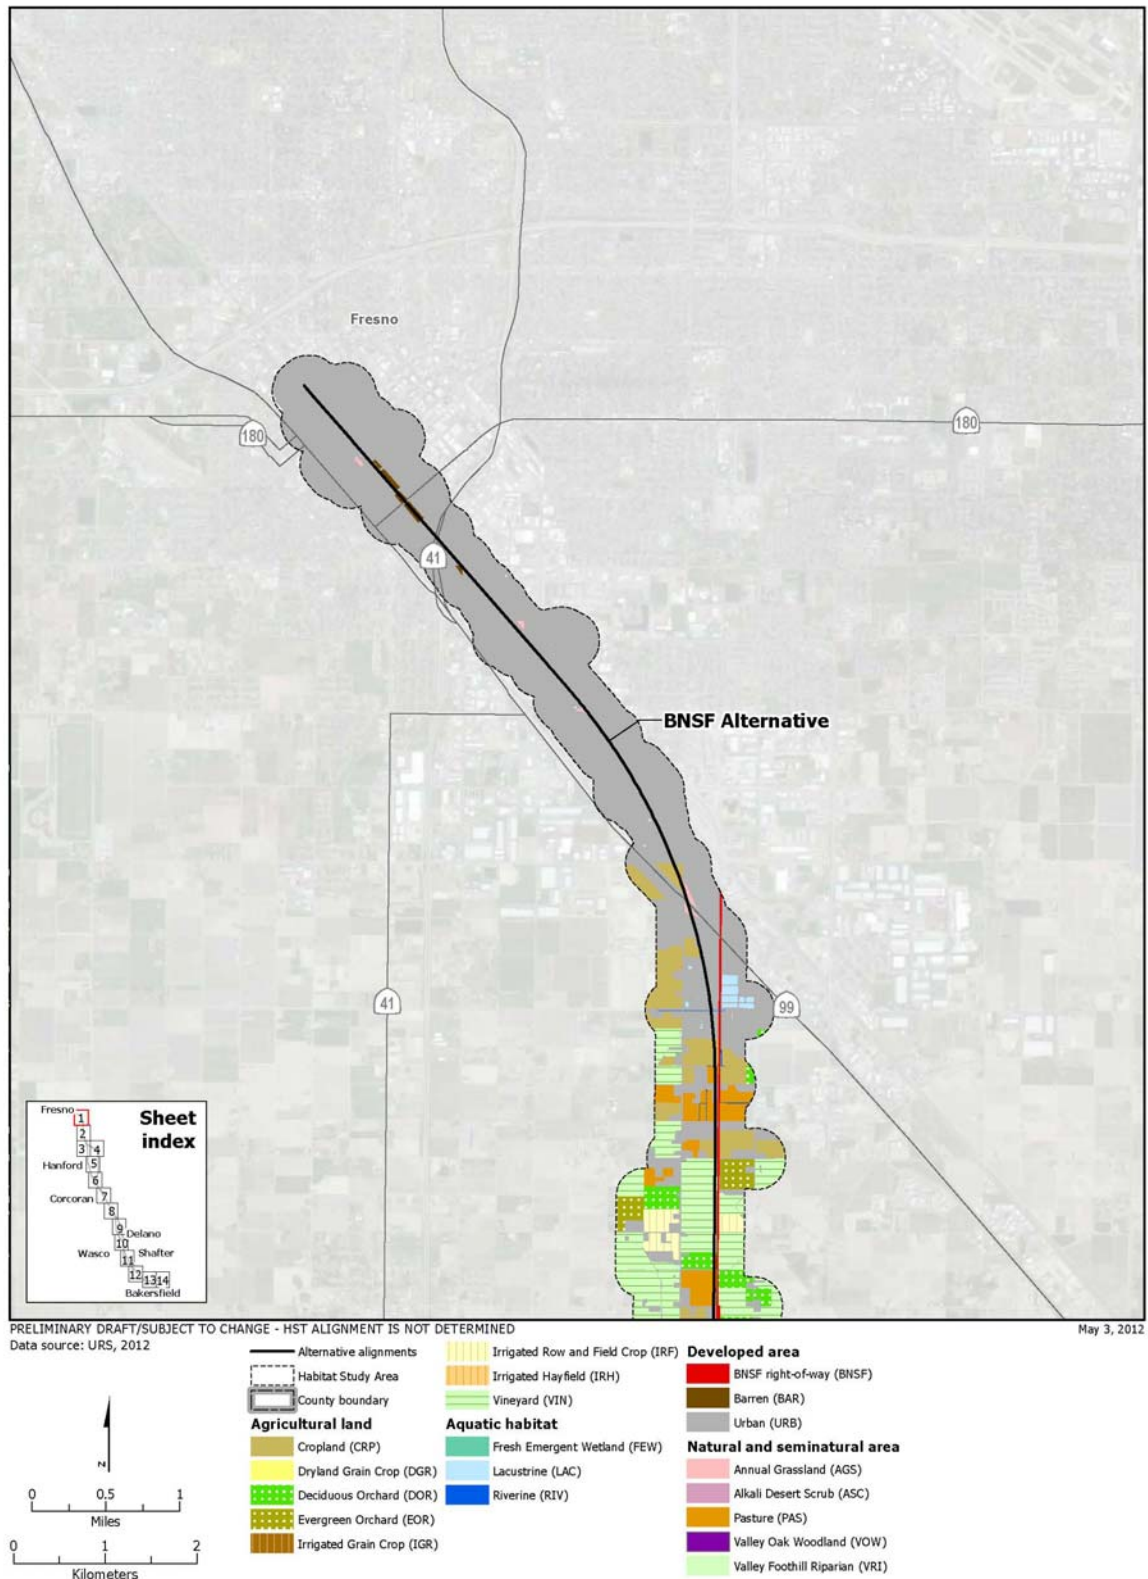 Fresno
180
180
41
BNSF Alternative
41
99
Sheet
index
Fresno
1
2
3 4
Hanford 5
6
Corcoran 7
8
9
Delano
10
Wasco Shafter
11
12 13 14
Bakersfield
PRELIMINARY DRAFT/SUBJECT TO CHANGE - HST ALIGNMENT IS NOT DETERMINED
May 3, 2012
Data source: URS, 2012
Alternative alignments
Habitat Study Area
County boundary
Agricultural land
Cropland (CRP)
Dryland Grain Crop (DGR)
Deciduous Orchard (DOR)
Evergreen Orchard (EOR)
Irrigated Grain Crop (IGR)
Irrigated Row and Field Crop (IRF)
Irrigated Hayfield (IRH)
Vineyard (VIN)
Aquatic habitat
Fresh Emergent Wetland (FEW)
Lacustrine (LAC)
Riverine (RIV)
Developed area
BNSF right-of-way (BNSF)
Barren (BAR)
Urban (URB)
Natural and seminatural area
Annual Grassland (AGS)
Alkali Desert Scrub (ASC)
Pasture (PAS)
Valley Oak Woodland (VOW)
Valley Foothill Riparian (VRI)
N
0 0.5 1
Miles
0 1 2
Kilometers